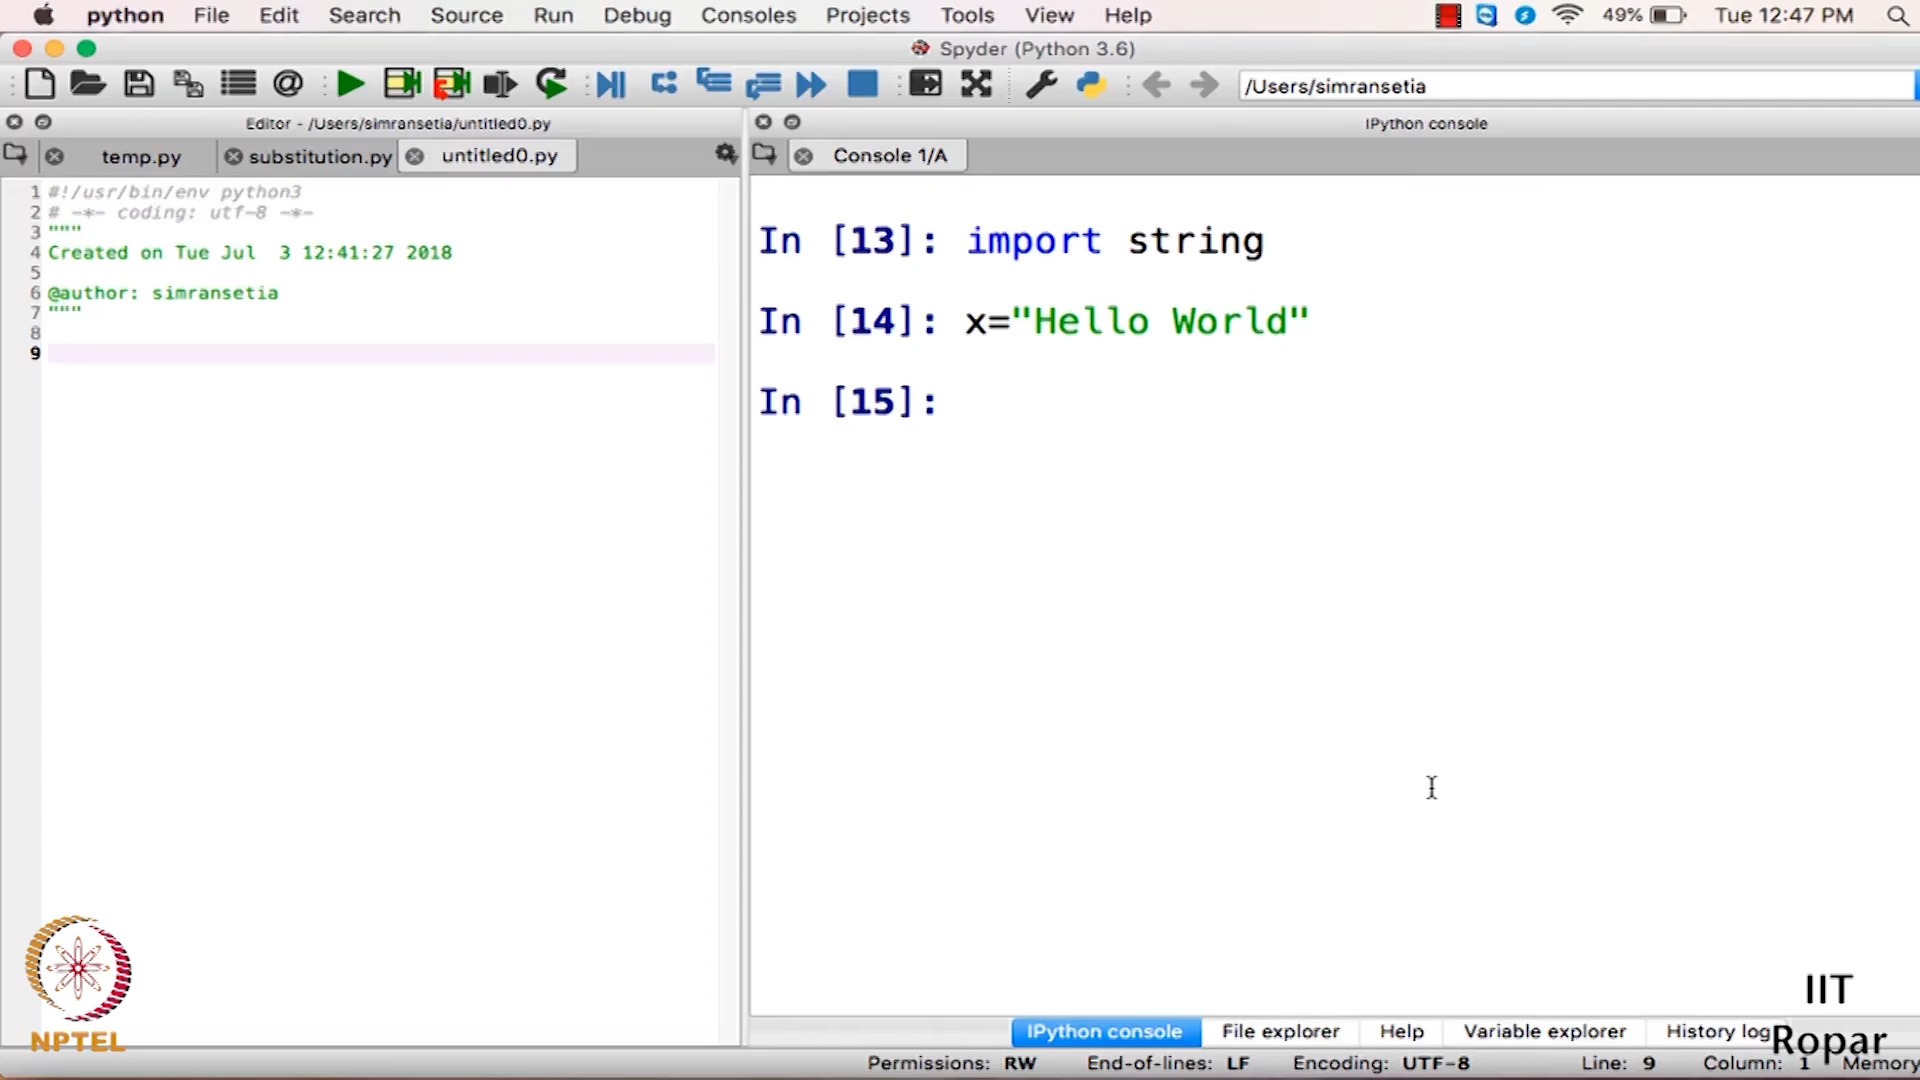 python File Edit Search Source Run Debug Consoles Projects Tools View Help 49% Tue 12:47 PM
Spyder (Python 3.6)
/Users/simransetia
Editor - /Users/simransetia/untitled0.py
IPython console
temp.py substitution.py untitled0.py
Console 1/A
1 #!/usr/bin/env python3
2 # -*- coding: utf-8 -*-
3 """
4 Created on Tue Jul  3 12:41:27 2018
5
6 @author: simransetia
7 """
8
9
In [13]: import string
In [14]: x="Hello World"
In [15]:
NPTEL
IIT
Ropar
IPython console File explorer Help Variable explorer History log
Permissions: RW End-of-lines: LF Encoding: UTF-8 Line: 9 Column: 1 Memory